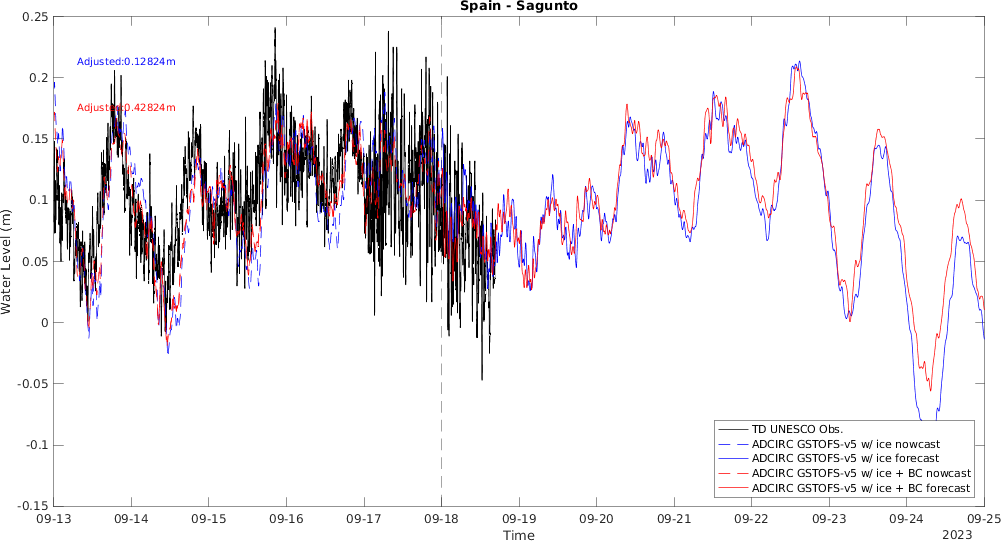 Spain - Sagunto
0.25
0.2
0.15
0.1
0.05
0
-0.05
-0.1
-0.15
Water Level (m)
Adjusted:0.12824m
Adjusted:0.42824m
TD UNESCO Obs.
ADCIRC GSTOFS-v5 w/ ice nowcast
ADCIRC GSTOFS-v5 w/ ice forecast
ADCIRC GSTOFS-v5 w/ ice + BC nowcast
ADCIRC GSTOFS-v5 w/ ice + BC forecast
09-13 09-14 09-15 09-16 09-17 09-18 09-19 09-20 09-21 09-22 09-23 09-24 09-25
Time
2023